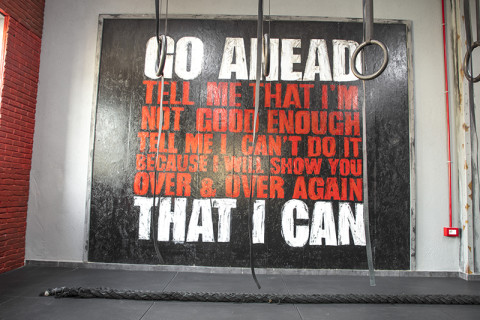 GO AHEAD
TELL ME THAT I'M
NOT GOOD ENOUGH
TELL ME I CAN'T DO IT
BECAUSE I WILL SHOW YOU
OVER & OVER AGAIN
THAT I CAN